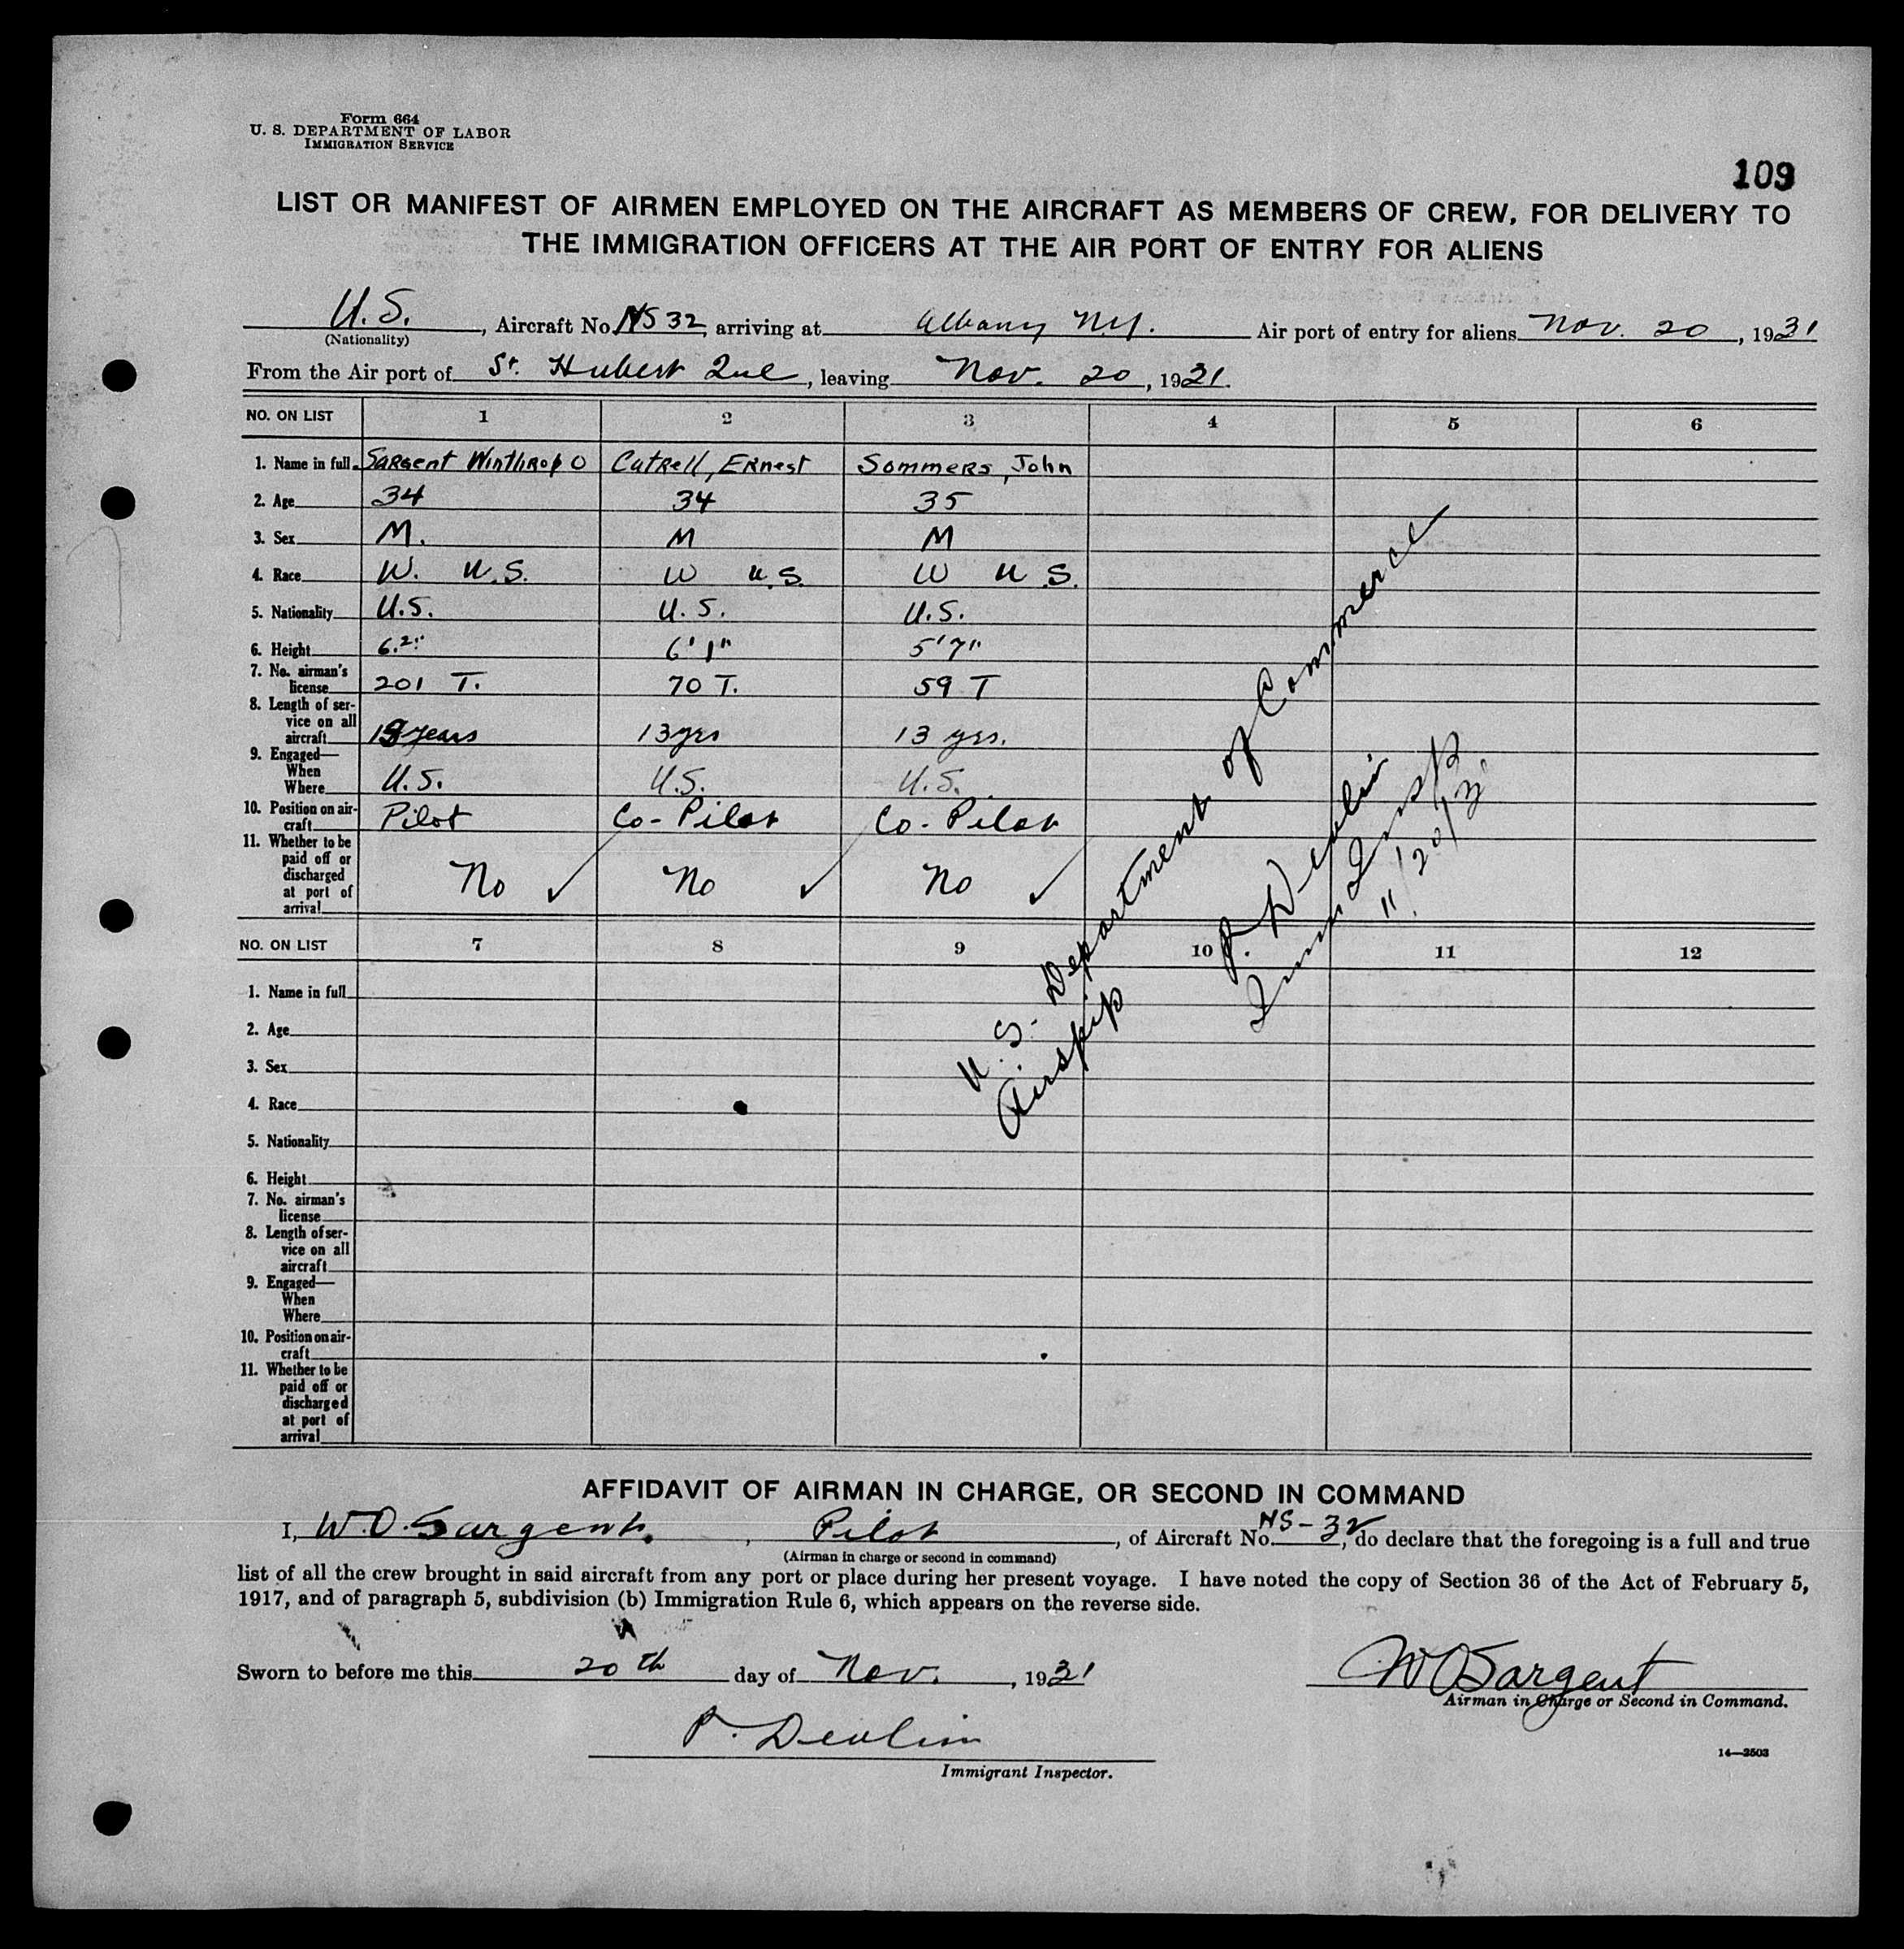 Form 664
U. S. DEPARTMENT OF LABOR
IMMIGRATION SERVICE
109
LIST OR MANIFEST OF AIRMEN EMPLOYED ON THE AIRCRAFT AS MEMBERS OF CREW, FOR DELIVERY TO
THE IMMIGRATION OFFICERS AT THE AIR PORT OF ENTRY FOR ALIENS
U.S., Aircraft No. NS 32, arriving at Albany N.Y. Air port of entry for aliens Nov. 20, 1931
(Nationality)
From the Air port of St. Hubert Que, leaving Nov. 20, 1931.
NO. ON LIST 1 2 3 4 5 6
1. Name in full Sargent Winthrop O Cutrell, Ernest Sommers, John
2. Age 34 34 35
3. Sex M. M M
4. Race W. U.S. W U.S. W U.S.
5. Nationality U.S. U.S. U.S.
6. Height 6.2" 6'1" 5'7"
7. No. airman's
license 201 T. 70 T. 59 T
8. Length of ser-
vice on all
aircraft years 13 yrs 13 yrs.
9. Engaged—
When
Where U.S. U.S. U.S.
10. Position on air-
craft Pilot Co-Pilot Co-Pilot
11. Whether to be
paid off or
discharged
at port of
arrival No ✓ No ✓ No ✓
U.S. Department of Commerce
Airship
P. Devlin
Imm Insp
11/20/31
NO. ON LIST 7 8 9 10 11 12
1. Name in full
2. Age
3. Sex
4. Race
5. Nationality
6. Height
7. No. airman's
license
8. Length of ser-
vice on all
aircraft
9. Engaged—
When
Where
10. Position on air-
craft
11. Whether to be
paid off or
discharged
at port of
arrival
AFFIDAVIT OF AIRMAN IN CHARGE, OR SECOND IN COMMAND
I, W.O. Sargent, Pilot, of Aircraft No. NS-32, do declare that the foregoing is a full and true
(Airman in charge or second in command)
list of all the crew brought in said aircraft from any port or place during her present voyage. I have noted the copy of Section 36 of the Act of February 5,
1917, and of paragraph 5, subdivision (b) Immigration Rule 6, which appears on the reverse side.
Sworn to before me this 20th day of Nov., 1931
W O Sargent
Airman in Charge or Second in Command.
P. Devlin
Immigrant Inspector.
14—2503